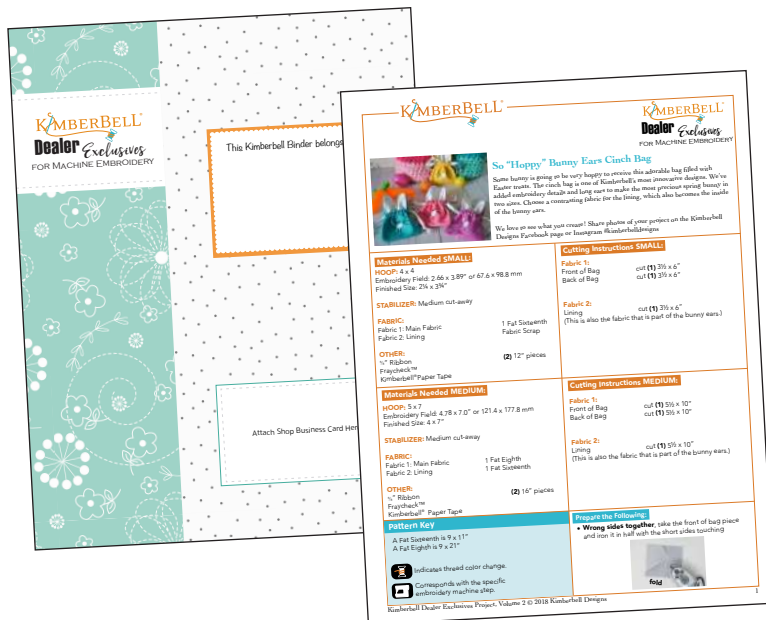 KIMBERBELL®
Dealer Exclusives
FOR MACHINE EMBROIDERY
This Kimberbell Binder belongs
Attach Shop Business Card Her
KIMBERBELL®
KIMBERBELL®
Dealer Exclusives
FOR MACHINE EMBROIDERY
So "Hoppy" Bunny Ears Cinch Bag
Some bunny is going to be very hoppy to receive this adorable bag filled with
Easter treats. The cinch bag is one of Kimberbell's most innovative designs. We've
added embroidery details and long ears to make the most precious spring bunny in
two sizes. Choose a contrasting fabric for the lining, which also becomes the inside
of the bunny ears.
We love to see what you create! Share photos of your project on the Kimberbell
Designs Facebook page or Instagram #kimberbelldesigns
Materials Needed SMALL:
HOOP: 4 x 4
Embroidery Field: 2.66 x 3.89" or 67.6 x 98.8 mm
Finished Size: 2¼ x 3¾"
STABILIZER: Medium cut-away
FABRIC:
Fabric 1: Main Fabric 1 Fat Sixteenth
Fabric 2: Lining Fabric Scrap
OTHER:
Ribbon (2) 12" pieces
Fraycheck™
Kimberbell® Paper Tape
Cutting Instructions SMALL:
Fabric 1:
Front of Bag cut (1) 3½ x 6"
Back of Bag cut (1) 3½ x 6"
Fabric 2:
Lining cut (1) 3½ x 6"
(This is also the fabric that is part of the bunny ears.)
Materials Needed MEDIUM:
HOOP: 5 x 7
Embroidery Field: 4.78 x 7.0" or 121.4 x 177.8 mm
Finished Size: 4 x 7"
STABILIZER: Medium cut-away
FABRIC:
Fabric 1: Main Fabric 1 Fat Eighth
Fabric 2: Lining 1 Fat Sixteenth
OTHER:
Ribbon (2) 16" pieces
Fraycheck™
Kimberbell® Paper Tape
Cutting Instructions MEDIUM:
Fabric 1:
Front of Bag cut (1) 5½ x 10"
Back of Bag cut (1) 5½ x 10"
Fabric 2:
Lining cut (1) 5½ x 10"
(This is also the fabric that is part of the bunny ears.)
Pattern Key
A Fat Sixteenth is 9 x 11"
A Fat Eighth is 9 x 21"
Indicates thread color change.
Corresponds with the specific
embroidery machine step.
Prepare the Following:
• Wrong sides together, take the front of bag piece
and iron it in half with the short sides touching
fold
Kimberbell Dealer Exclusives Project, Volume 2 © 2018 Kimberbell Designs
1